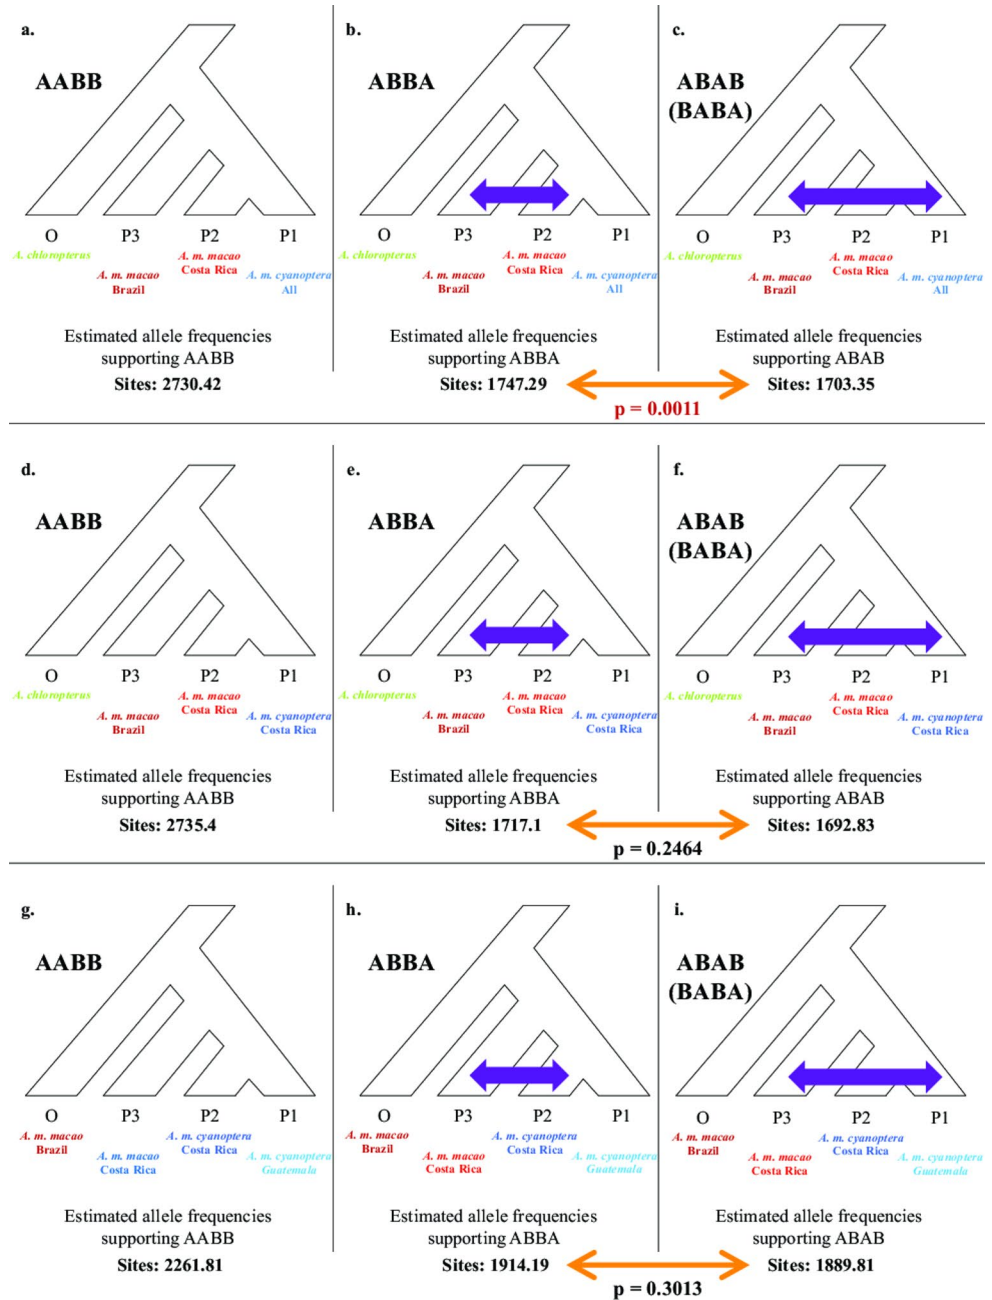 a.
AABB
O P3 P2 P1
A. chloropterus
A. m. macao
Brazil
A. m. macao
Costa Rica
A. m. cyanoptera
All
Estimated allele frequencies
supporting AABB
Sites: 2730.42
b.
ABBA
O P3 P2 P1
A. chloropterus
A. m. macao
Brazil
A. m. macao
Costa Rica
A. m. cyanoptera
All
Estimated allele frequencies
supporting ABBA
Sites: 1747.29
c.
ABAB
(BABA)
O P3 P2 P1
A. chloropterus
A. m. macao
Brazil
A. m. macao
Costa Rica
A. m. cyanoptera
All
Estimated allele frequencies
supporting ABAB
Sites: 1703.35
p = 0.0011
d.
AABB
O P3 P2 P1
A. chloropterus
A. m. macao
Brazil
A. m. macao
Costa Rica
A. m. cyanoptera
Costa Rica
Estimated allele frequencies
supporting AABB
Sites: 2735.4
e.
ABBA
O P3 P2 P1
A. chloropterus
A. m. macao
Brazil
A. m. macao
Costa Rica
A. m. cyanoptera
Costa Rica
Estimated allele frequencies
supporting ABBA
Sites: 1717.1
f.
ABAB
(BABA)
O P3 P2 P1
A. chloropterus
A. m. macao
Brazil
A. m. macao
Costa Rica
A. m. cyanoptera
Costa Rica
Estimated allele frequencies
supporting ABAB
Sites: 1692.83
p = 0.2464
g.
AABB
O P3 P2 P1
A. m. macao
Brazil
A. m. macao
Costa Rica
A. m. cyanoptera
Costa Rica
A. m. cyanoptera
Guatemala
Estimated allele frequencies
supporting AABB
Sites: 2261.81
h.
ABBA
O P3 P2 P1
A. m. macao
Brazil
A. m. macao
Costa Rica
A. m. cyanoptera
Costa Rica
A. m. cyanoptera
Guatemala
Estimated allele frequencies
supporting ABBA
Sites: 1914.19
i.
ABAB
(BABA)
O P3 P2 P1
A. m. macao
Brazil
A. m. macao
Costa Rica
A. m. cyanoptera
Costa Rica
A. m. cyanoptera
Guatemala
Estimated allele frequencies
supporting ABAB
Sites: 1889.81
p = 0.3013